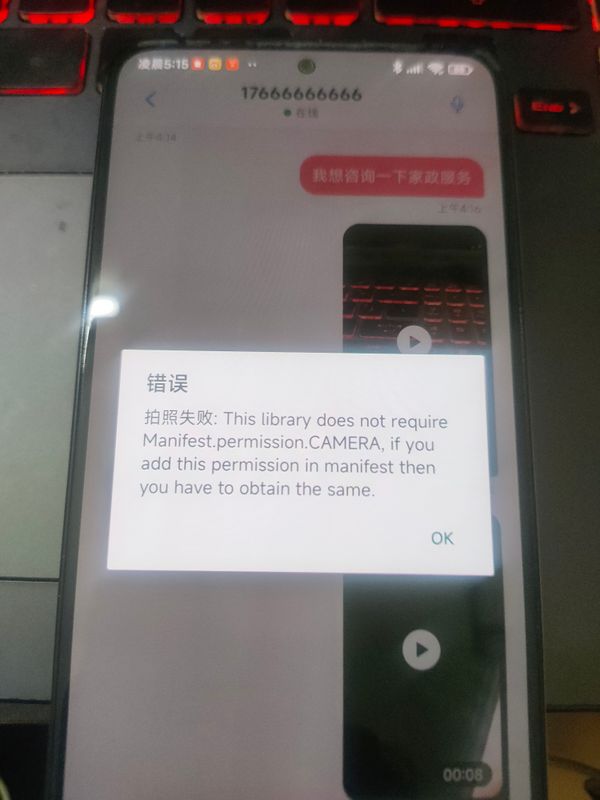 凌晨5:15
17666666666
在线
上午4:14
我想咨询一下家政服务
上午4:16
错误
拍照失败: This library does not require
Manifest.permission.CAMERA, if you
add this permission in manifest then
you have to obtain the same.
OK
00:08